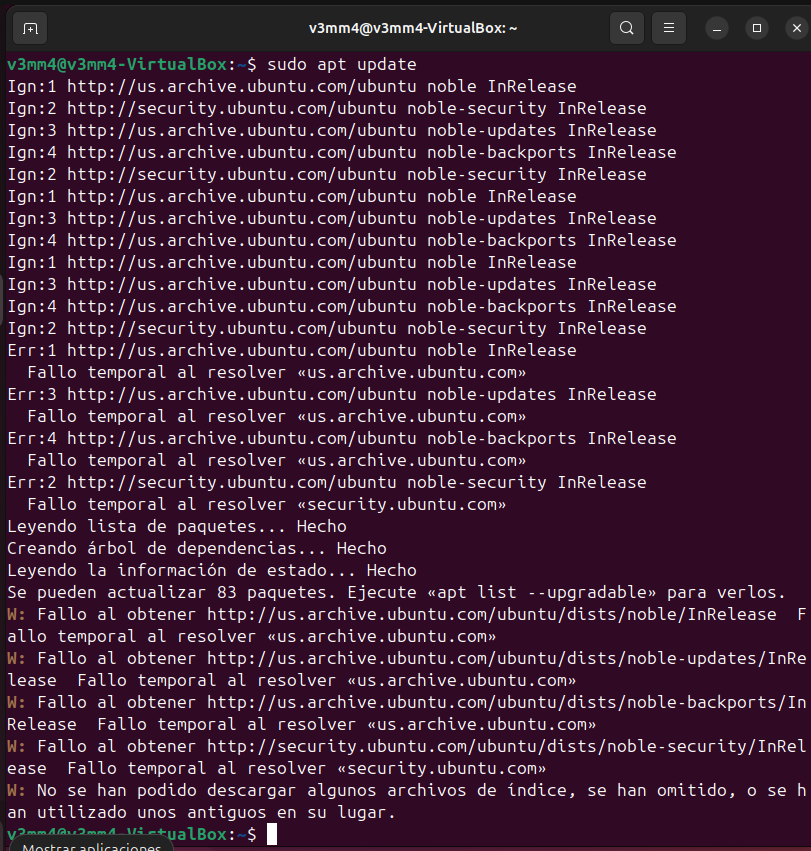 v3mm4@v3mm4-VirtualBox: ~
v3mm4@v3mm4-VirtualBox:~$ sudo apt update
Ign:1 http://us.archive.ubuntu.com/ubuntu noble InRelease
Ign:2 http://security.ubuntu.com/ubuntu noble-security InRelease
Ign:3 http://us.archive.ubuntu.com/ubuntu noble-updates InRelease
Ign:4 http://us.archive.ubuntu.com/ubuntu noble-backports InRelease
Ign:2 http://security.ubuntu.com/ubuntu noble-security InRelease
Ign:1 http://us.archive.ubuntu.com/ubuntu noble InRelease
Ign:3 http://us.archive.ubuntu.com/ubuntu noble-updates InRelease
Ign:4 http://us.archive.ubuntu.com/ubuntu noble-backports InRelease
Ign:1 http://us.archive.ubuntu.com/ubuntu noble InRelease
Ign:3 http://us.archive.ubuntu.com/ubuntu noble-updates InRelease
Ign:4 http://us.archive.ubuntu.com/ubuntu noble-backports InRelease
Ign:2 http://security.ubuntu.com/ubuntu noble-security InRelease
Err:1 http://us.archive.ubuntu.com/ubuntu noble InRelease
  Fallo temporal al resolver «us.archive.ubuntu.com»
Err:3 http://us.archive.ubuntu.com/ubuntu noble-updates InRelease
  Fallo temporal al resolver «us.archive.ubuntu.com»
Err:4 http://us.archive.ubuntu.com/ubuntu noble-backports InRelease
  Fallo temporal al resolver «us.archive.ubuntu.com»
Err:2 http://security.ubuntu.com/ubuntu noble-security InRelease
  Fallo temporal al resolver «security.ubuntu.com»
Leyendo lista de paquetes... Hecho
Creando árbol de dependencias... Hecho
Leyendo la información de estado... Hecho
Se pueden actualizar 83 paquetes. Ejecute «apt list --upgradable» para verlos.
W: Fallo al obtener http://us.archive.ubuntu.com/ubuntu/dists/noble/InRelease  F
allo temporal al resolver «us.archive.ubuntu.com»
W: Fallo al obtener http://us.archive.ubuntu.com/ubuntu/dists/noble-updates/InRe
lease  Fallo temporal al resolver «us.archive.ubuntu.com»
W: Fallo al obtener http://us.archive.ubuntu.com/ubuntu/dists/noble-backports/In
Release  Fallo temporal al resolver «us.archive.ubuntu.com»
W: Fallo al obtener http://security.ubuntu.com/ubuntu/dists/noble-security/InRel
ease  Fallo temporal al resolver «security.ubuntu.com»
W: No se han podido descargar algunos archivos de índice, se han omitido, o se h
an utilizado unos antiguos en su lugar.
v3mm4@v3mm4-VirtualBox:~$
Mostrar aplicaciones